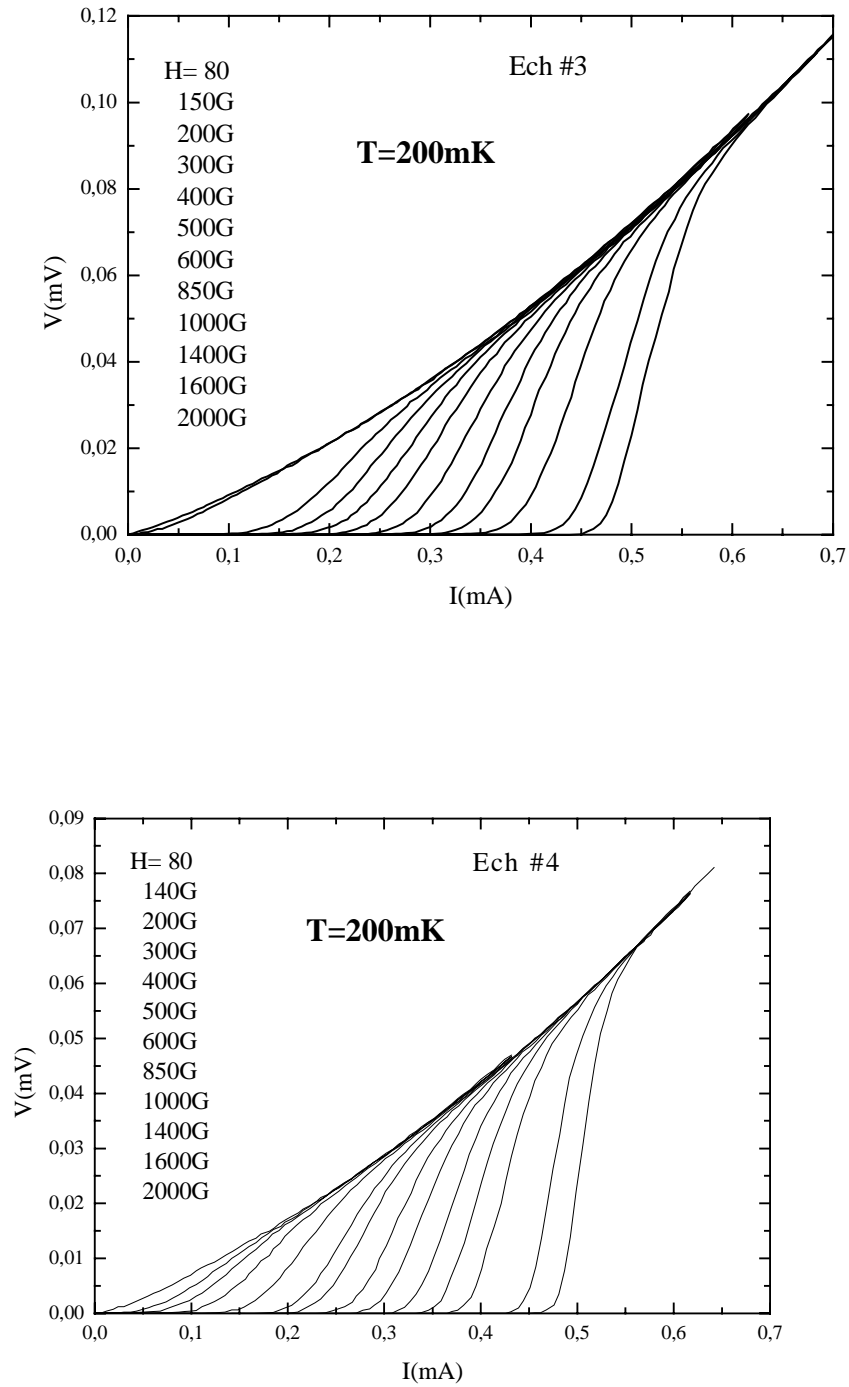 0,12
0,10
0,08
0,06
0,04
0,02
0,00
V(mV)
H= 80
150G
200G
300G
400G
500G
600G
850G
1000G
1400G
1600G
2000G
Ech #3
T=200mK
0,0 0,1 0,2 0,3 0,4 0,5 0,6 0,7
I(mA)
0,09
0,08
0,07
0,06
0,05
0,04
0,03
0,02
0,01
0,00
V(mV)
H= 80
140G
200G
300G
400G
500G
600G
850G
1000G
1400G
1600G
2000G
Ech #4
T=200mK
0,0 0,1 0,2 0,3 0,4 0,5 0,6 0,7
I(mA)